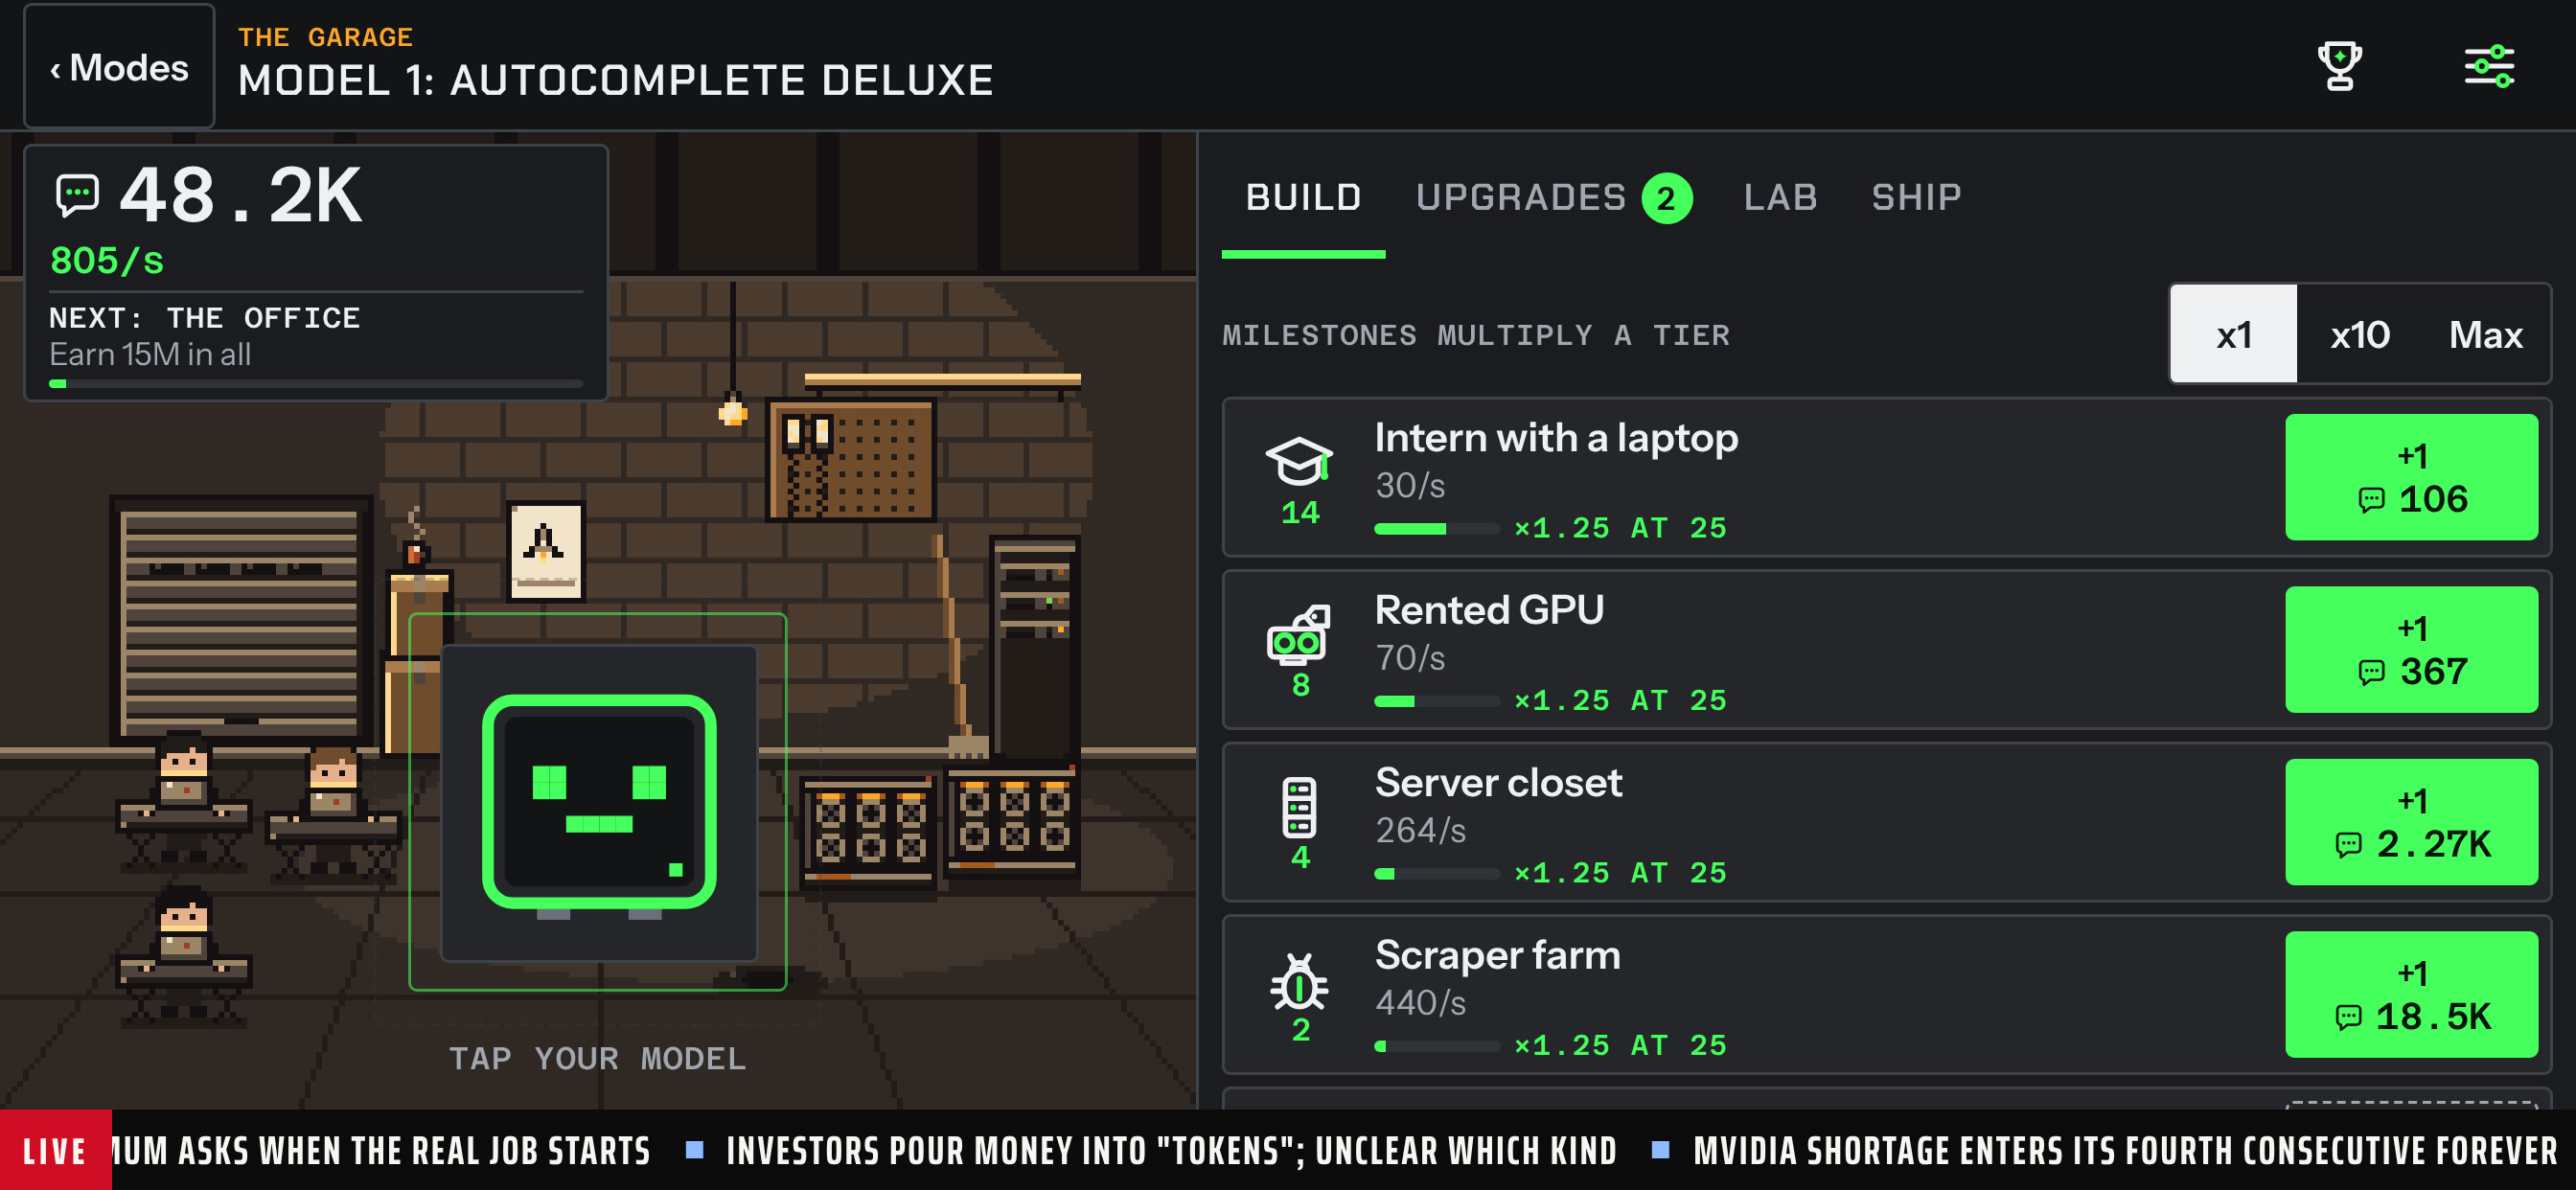 ‹ Modes
THE GARAGE
MODEL 1: AUTOCOMPLETE DELUXE
48.2K
805/s
NEXT: THE OFFICE
Earn 15M in all
TAP YOUR MODEL
BUILD
UPGRADES 2
LAB
SHIP
MILESTONES MULTIPLY A TIER
x1
x10
Max
Intern with a laptop
30/s
14
×1.25 AT 25
+1
106
Rented GPU
70/s
8
×1.25 AT 25
+1
367
Server closet
264/s
4
×1.25 AT 25
+1
2.27K
Scraper farm
440/s
2
×1.25 AT 25
+1
18.5K
LIVE
MUM ASKS WHEN THE REAL JOB STARTS ■ INVESTORS POUR MONEY INTO "TOKENS"; UNCLEAR WHICH KIND ■ MVIDIA SHORTAGE ENTERS ITS FOURTH CONSECUTIVE FOREVER